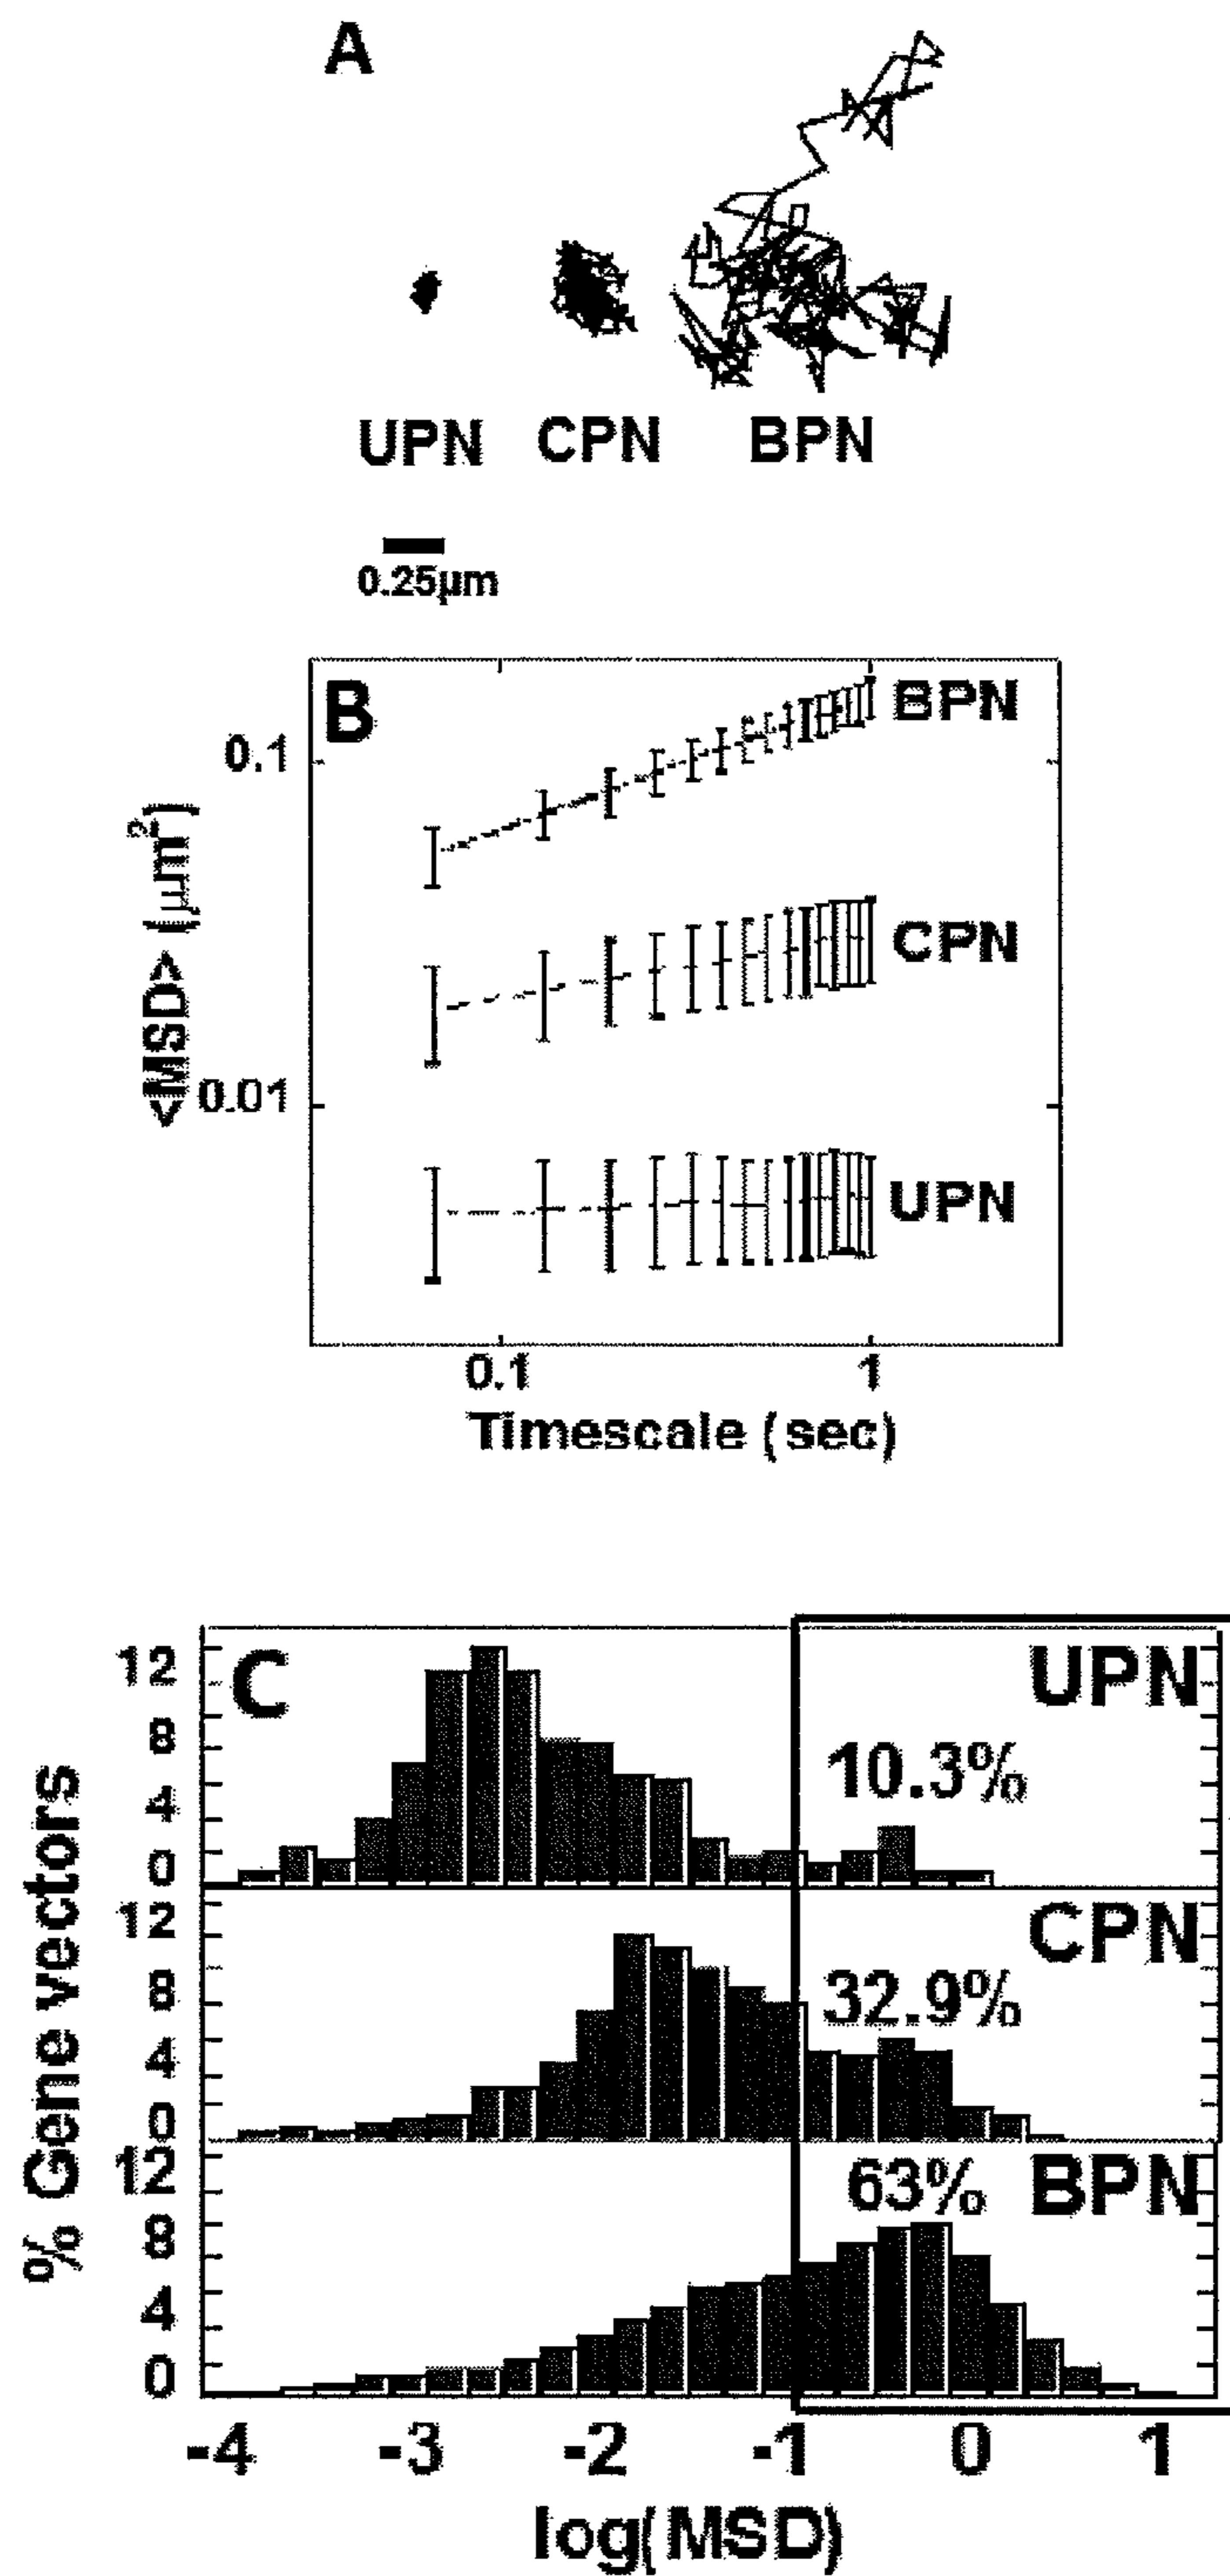 A
UPN CPN BPN
0.25µm
B
BPN
0.1
CPN
<MSD> (µm²)
0.01
UPN
0.1 1
Timescale (sec)
C
UPN
12
10.3%
8
4
0
CPN
12
32.9%
8
4
0
63% BPN
12
8
4
0
% Gene vectors
-4 -3 -2 -1 0 1
log(MSD)